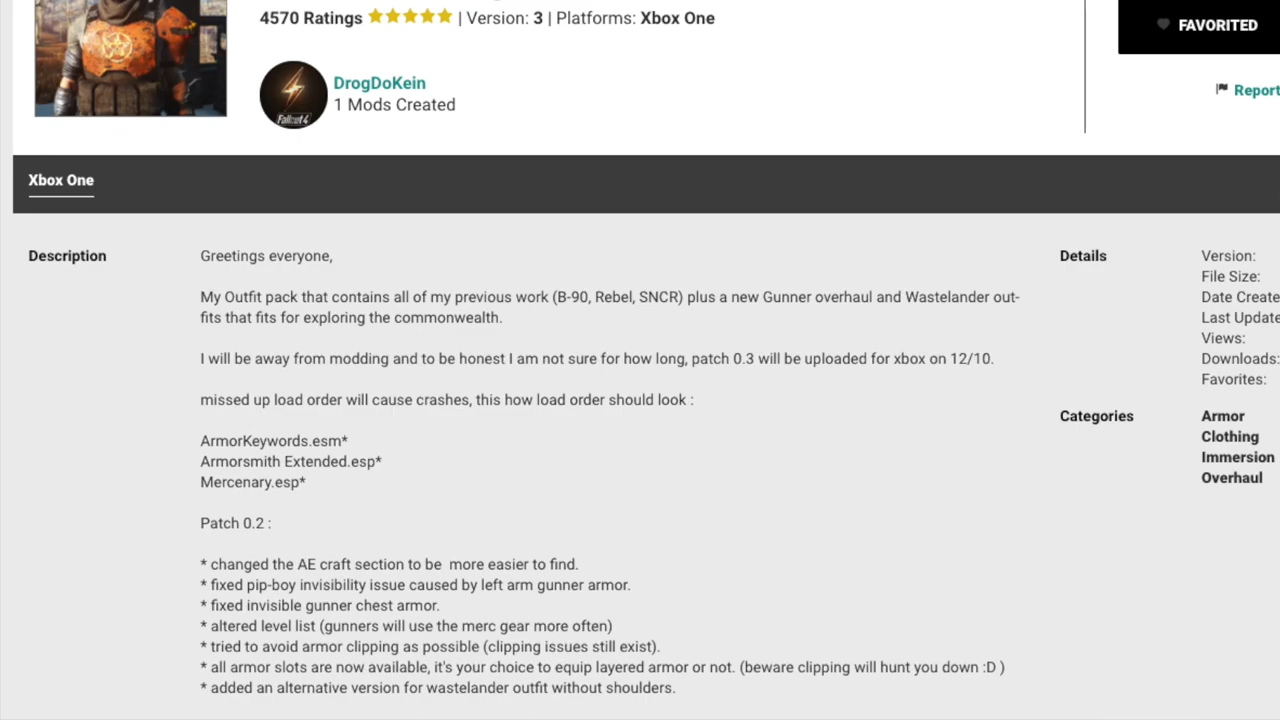 4570 Ratings | Version: 3 | Platforms: Xbox One
FAVORITED
DrogDoKein
1 Mods Created
Fallout 4
Report
Xbox One
Description
Greetings everyone,
My Outfit pack that contains all of my previous work (B-90, Rebel, SNCR) plus a new Gunner overhaul and Wastelander out-
fits that fits for exploring the commonwealth.
I will be away from modding and to be honest I am not sure for how long, patch 0.3 will be uploaded for xbox on 12/10.
missed up load order will cause crashes, this how load order should look :
ArmorKeywords.esm*
Armorsmith Extended.esp*
Mercenary.esp*
Patch 0.2 :
* changed the AE craft section to be  more easier to find.
* fixed pip-boy invisibility issue caused by left arm gunner armor.
* fixed invisible gunner chest armor.
* altered level list (gunners will use the merc gear more often)
* tried to avoid armor clipping as possible (clipping issues still exist).
* all armor slots are now available, it's your choice to equip layered armor or not. (beware clipping will hunt you down :D )
* added an alternative version for wastelander outfit without shoulders.
Details
Version:
File Size:
Date Create
Last Update
Views:
Downloads:
Favorites:
Categories
Armor
Clothing
Immersion
Overhaul